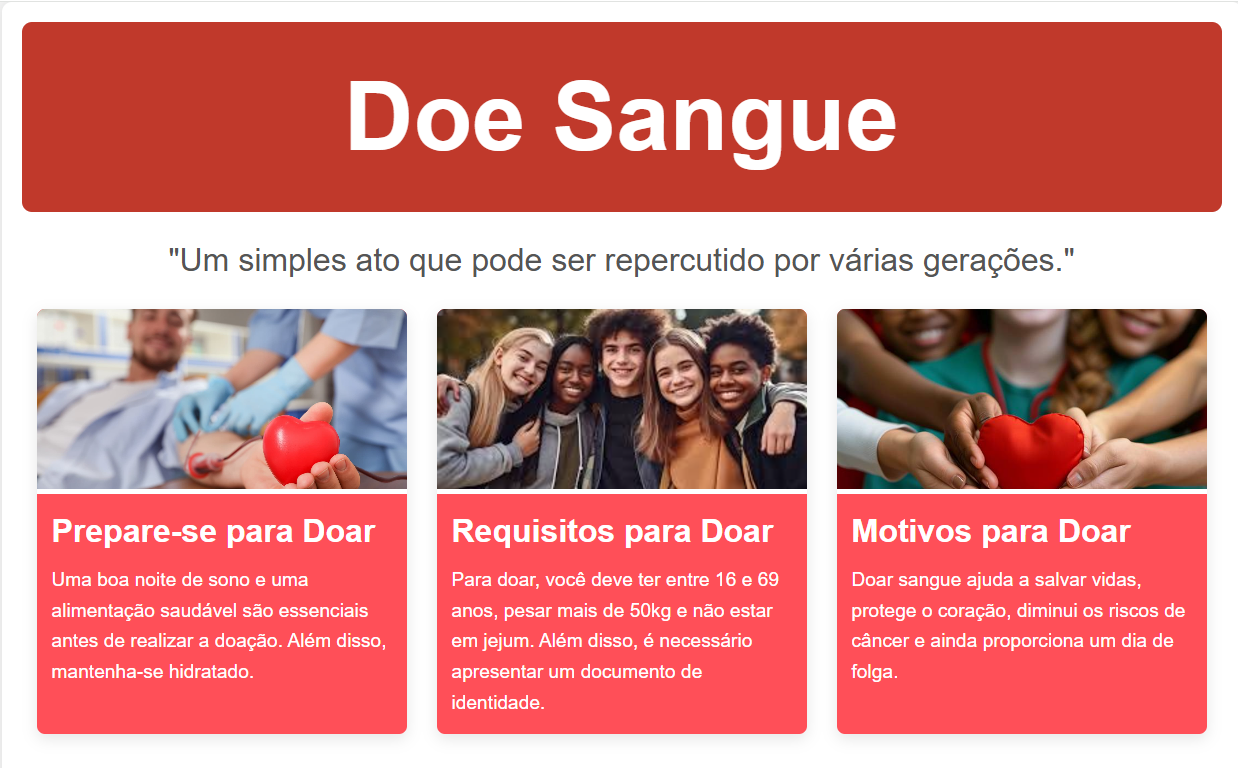 Doe Sangue
"Um simples ato que pode ser repercutido por várias gerações."
Prepare-se para Doar
Uma boa noite de sono e uma
alimentação saudável são essenciais
antes de realizar a doação. Além disso,
mantenha-se hidratado.
Requisitos para Doar
Para doar, você deve ter entre 16 e 69
anos, pesar mais de 50kg e não estar
em jejum. Além disso, é necessário
apresentar um documento de
identidade.
Motivos para Doar
Doar sangue ajuda a salvar vidas,
protege o coração, diminui os riscos de
câncer e ainda proporciona um dia de
folga.